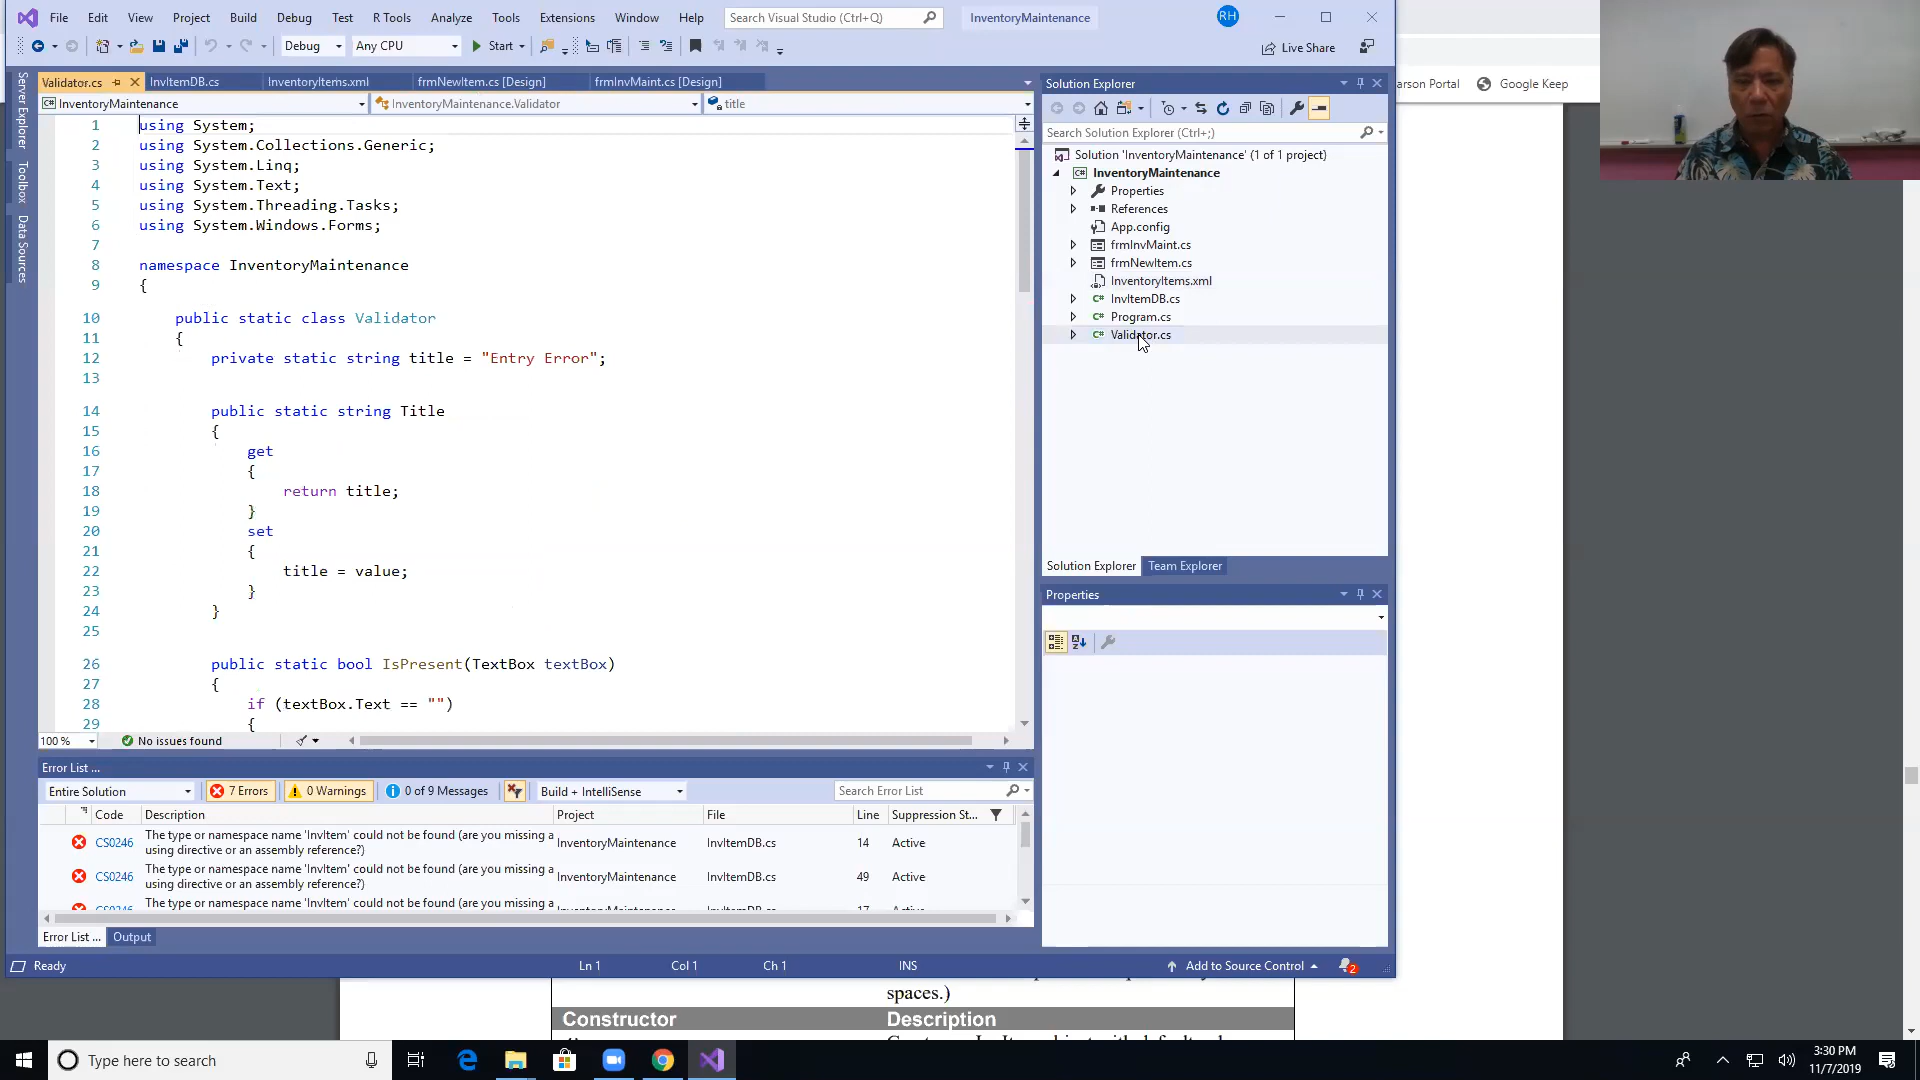 File Edit View Project Build Debug Test R Tools Analyze Tools Extensions Window Help Search Visual Studio (Ctrl+Q) InventoryMaintenance RH
Debug Any CPU Start Live Share
Validator.cs InvItemDB.cs InventoryItems.xml frmNewItem.cs [Design] frmInvMaint.cs [Design]
InventoryMaintenance InventoryMaintenance.Validator title
Server Explorer
Toolbox
Data Sources
1 using System;
2 using System.Collections.Generic;
3 using System.Linq;
4 using System.Text;
5 using System.Threading.Tasks;
6 using System.Windows.Forms;
7
8 namespace InventoryMaintenance
9 {
10 public static class Validator
11 {
12 private static string title = "Entry Error";
13
14 public static string Title
15 {
16 get
17 {
18 return title;
19 }
20 set
21 {
22 title = value;
23 }
24 }
25
26 public static bool IsPresent(TextBox textBox)
27 {
28 if (textBox.Text == "")
29 {
100 % No issues found
Solution Explorer
Search Solution Explorer (Ctrl+;)
Solution 'InventoryMaintenance' (1 of 1 project)
InventoryMaintenance
Properties
References
App.config
frmInvMaint.cs
frmNewItem.cs
InventoryItems.xml
InvItemDB.cs
Program.cs
Validator.cs
Solution Explorer Team Explorer
Properties
Error List ...
Entire Solution 7 Errors 0 Warnings 0 of 9 Messages Build + IntelliSense Search Error List
Code Description Project File Line Suppression St...
CS0246 The type or namespace name 'InvItem' could not be found (are you missing a using directive or an assembly reference?) InventoryMaintenance InvItemDB.cs 14 Active
CS0246 The type or namespace name 'InvItem' could not be found (are you missing a using directive or an assembly reference?) InventoryMaintenance InvItemDB.cs 49 Active
CS0246 The type or namespace name 'InvItem' could not be found (are you missing a InventoryMaintenance InvItemDB.cs 17 Active
Error List ... Output
Ready Ln 1 Col 1 Ch 1 INS Add to Source Control 2
arson Portal Google Keep
spaces.)
Constructor Description
Type here to search
3:30 PM
11/7/2019